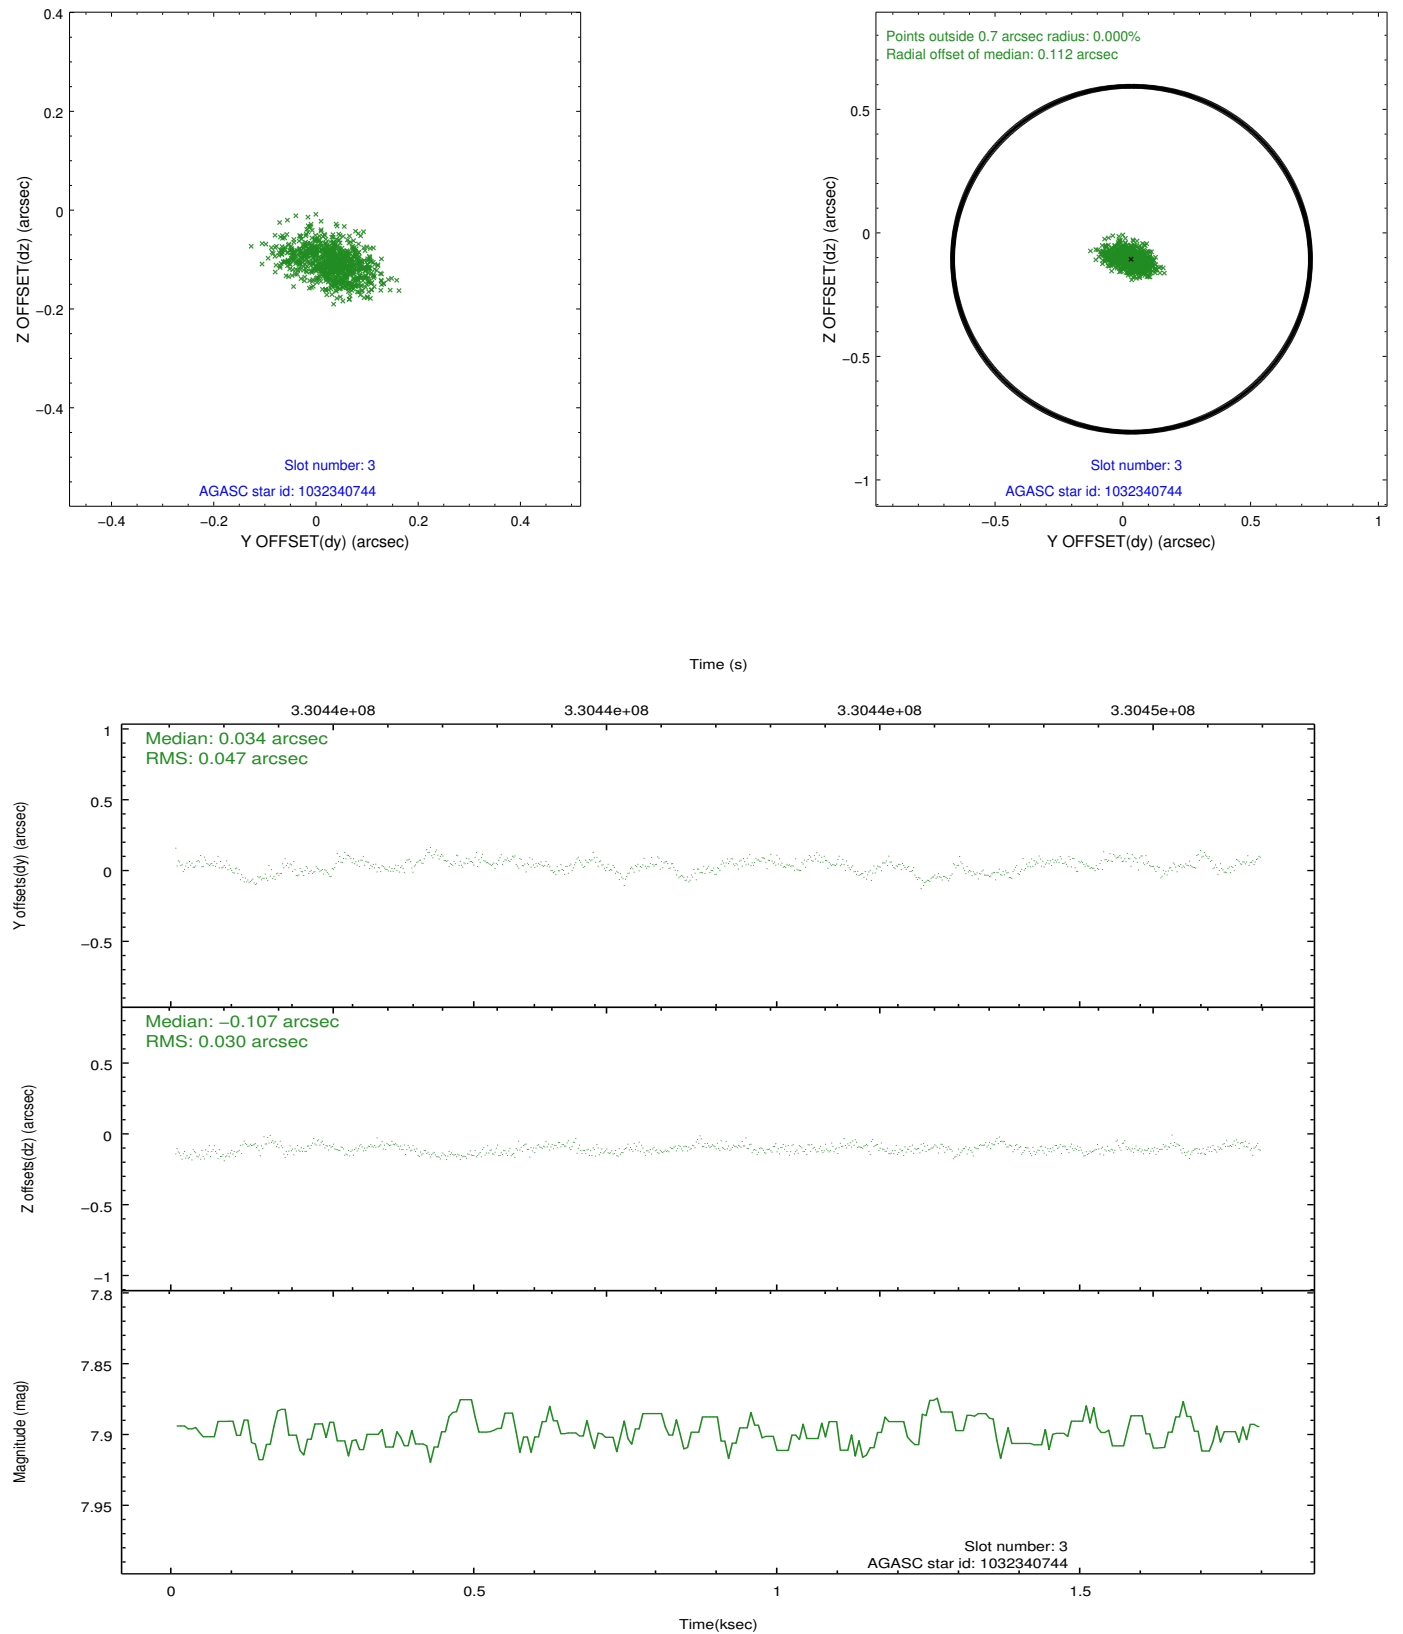 0.4
0.2
0
−0.2
−0.4
Z OFFSET(dz) (arcsec)
Slot number: 3
AGASC star id: 1032340744
−0.4 −0.2 0 0.2 0.4
Y OFFSET(dy) (arcsec)
Points outside 0.7 arcsec radius: 0.000%
Radial offset of median: 0.112 arcsec
0.5
0
−0.5
−1
Z OFFSET(dz) (arcsec)
Slot number: 3
AGASC star id: 1032340744
−0.5 0 0.5 1
Y OFFSET(dy) (arcsec)
Time (s)
3.3044e+08 3.3044e+08 3.3044e+08 3.3045e+08
Median: 0.034 arcsec
RMS: 0.047 arcsec
1
0.5
0
−0.5
Y offsets(dy) (arcsec)
Median: −0.107 arcsec
RMS: 0.030 arcsec
0.5
0
−0.5
−1
Z offsets(dz) (arcsec)
7.8
7.85
7.9
7.95
Magnitude (mag)
Slot number: 3
AGASC star id: 1032340744
0 0.5 1 1.5
Time(ksec)